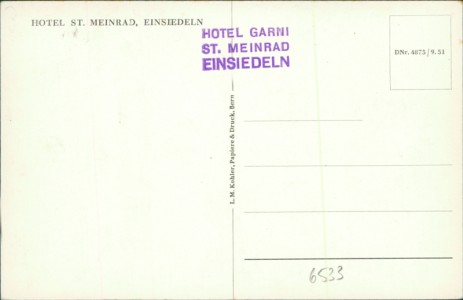 HOTEL ST. MEINRAD, EINSIEDELN
HOTEL GARNI
ST. MEINRAD
EINSIEDELN
DNr. 4075/9.51
L. M. Kohler, Papiere & Druck, Bern
6533